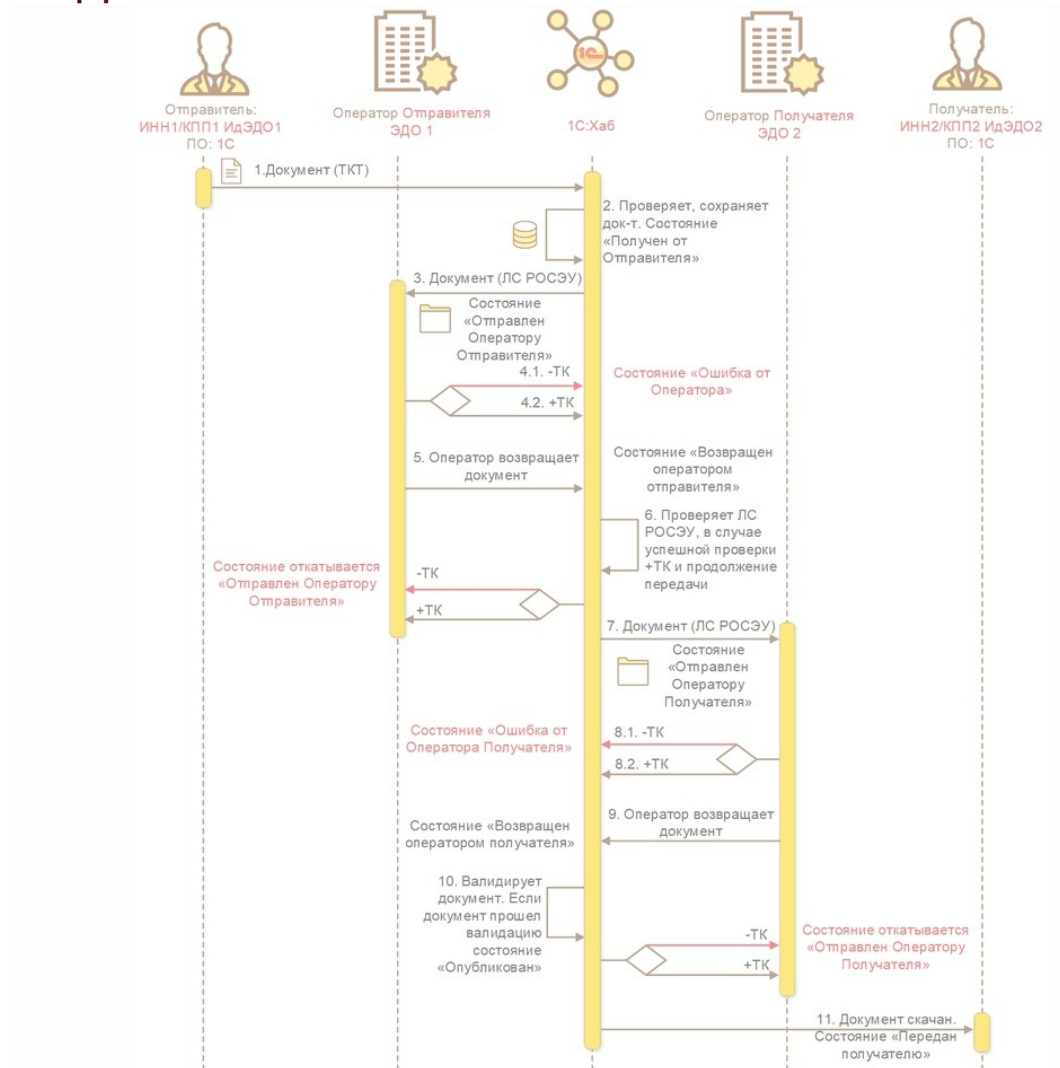 Отправитель:
ИНН1/КПП1 ИдЭДО1
ПО: 1С
Оператор Отправителя
ЭДО 1
1С
1С:Хаб
Оператор Получателя
ЭДО 2
Получатель:
ИНН2/КПП2 ИдЭДО2
ПО: 1С
1.Документ (ТКТ)
2. Проверяет, сохраняет
док-т. Состояние
«Получен от
Отправителя»
3. Документ (ЛС РОСЭУ)
Состояние
«Отправлен
Оператору
Отправителя»
4.1. -ТК
Состояние «Ошибка от
Оператора»
4.2. +ТК
5. Оператор возвращает
документ
Состояние «Возвращен
оператором
отправителя»
6. Проверяет ЛС
РОСЭУ, в случае
успешной проверки
+ТК и продолжение
передачи
Состояние откатывается
«Отправлен Оператору
Отправителя»
-ТК
+ТК
7. Документ (ЛС РОСЭУ)
Состояние
«Отправлен
Оператору
Получателя»
Состояние «Ошибка от
Оператора Получателя»
8.1. -ТК
8.2. +ТК
9. Оператор возвращает
документ
Состояние «Возвращен
оператором получателя»
10. Валидирует
документ. Если
документ прошел
валидацию
состояние
«Опубликован»
-ТК
+ТК
Состояние откатывается
«Отправлен Оператору
Получателя»
11. Документ скачан.
Состояние «Передан
получателю»